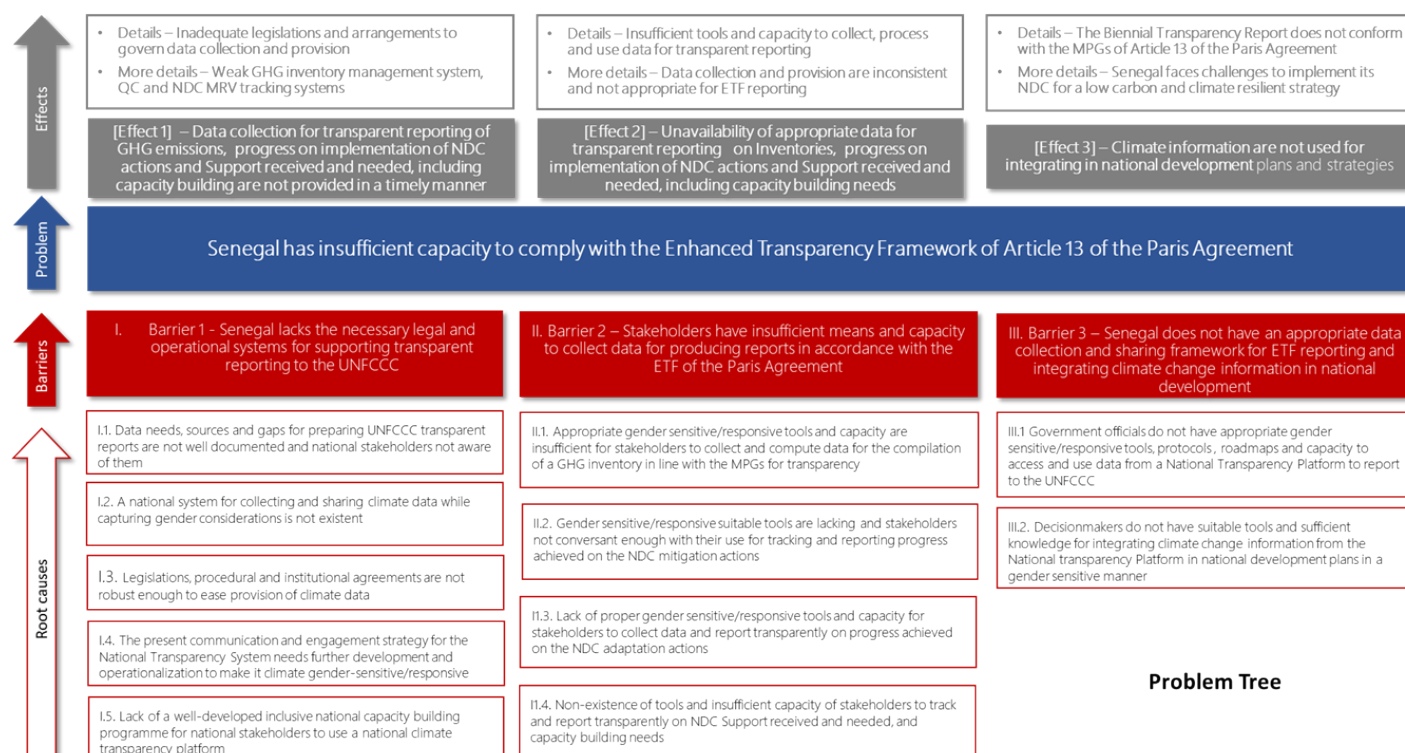 Effects
• Details – Inadequate legislations and arrangements to
govern data collection and provision
• More details – Weak GHG inventory management system,
QC and NDC MRV tracking systems
• Details – Insufficient tools and capacity to collect, process
and use data for transparent reporting
• More details – Data collection and provision are inconsistent
and not appropriate for ETF reporting
• Details – The Biennial Transparency Report does not conform
with the MPGs of Article 13 of the Paris Agreement
• More details – Senegal faces challenges to implement its
NDC for a low carbon and climate resilient strategy
[Effect 1] – Data collection for transparent reporting of
GHG emissions, progress on implementation of NDC
actions and Support received and needed, including
capacity building are not provided in a timely manner
[Effect 2] – Unavailability of appropriate data for
transparent reporting on Inventories, progress on
implementation of NDC actions and Support received and
needed, including capacity building needs
[Effect 3] – Climate information are not used for
integrating in national development plans and strategies
Problem
Senegal has insufficient capacity to comply with the Enhanced Transparency Framework of Article 13 of the Paris Agreement
Barriers
I. Barrier 1 - Senegal lacks the necessary legal and
operational systems for supporting transparent
reporting to the UNFCCC
II. Barrier 2 – Stakeholders have insufficient means and capacity
to collect data for producing reports in accordance with the
ETF of the Paris Agreement
III. Barrier 3 – Senegal does not have an appropriate data
collection and sharing framework for ETF reporting and
integrating climate change information in national
development
Root causes
I.1. Data needs, sources and gaps for preparing UNFCCC transparent
reports are not well documented and national stakeholders not aware
of them
I.2. A national system for collecting and sharing climate data while
capturing gender considerations is not existent
I.3. Legislations, procedural and institutional agreements are not
robust enough to ease provision of climate data
I.4. The present communication and engagement strategy for the
National Transparency System needs further development and
operationalization to make it climate gender-sensitive/responsive
I.5. Lack of a well-developed inclusive national capacity building
programme for national stakeholders to use a national climate
transparency platform
II.1. Appropriate gender sensitive/responsive tools and capacity are
insufficient for stakeholders to collect and compute data for the compilation
of a GHG inventory in line with the MPGs for transparency
II.2. Gender sensitive/responsive suitable tools are lacking and stakeholders
not conversant enough with their use for tracking and reporting progress
achieved on the NDC mitigation actions
I1.3. Lack of proper gender sensitive/responsive tools and capacity for
stakeholders to collect data and report transparently on progress achieved
on the NDC adaptation actions
I1.4. Non-existence of tools and insufficient capacity of stakeholders to track
and report transparently on NDC Support received and needed, and
capacity building needs
III.1 Government officials do not have appropriate gender
sensitive/responsive tools, protocols, roadmaps and capacity to
access and use data from a National Transparency Platform to report
to the UNFCCC
III.2. Decisionmakers do not have suitable tools and sufficient
knowledge for integrating climate change information from the
National transparency Platform in national development plans in a
gender sensitive manner
Problem Tree